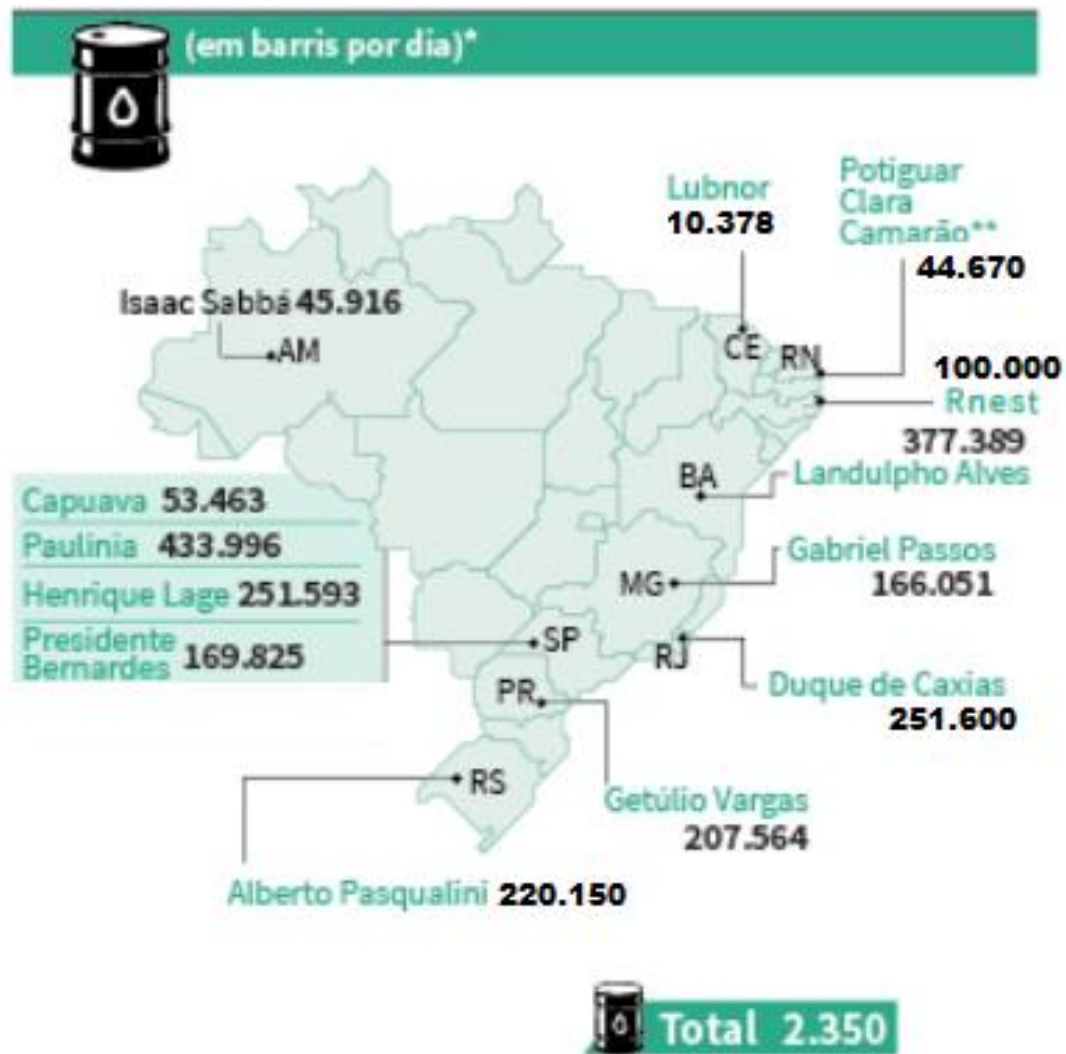 (em barris por dia)*
Lubnor
10.378
Potiguar
Clara
Camarão**
44.670
Isaac Sabbá 45.916
AM
CE
RN
100.000
Rnest
377.389
Landulpho Alves
BA
Capuava 53.463
Paulinia 433.996
Henrique Lage 251.593
Presidente
Bernardes 169.825
Gabriel Passos
166.051
MG
SP
RJ
Duque de Caxias
251.600
PR
Getúlio Vargas
207.564
RS
Alberto Pasqualini 220.150
Total 2.350